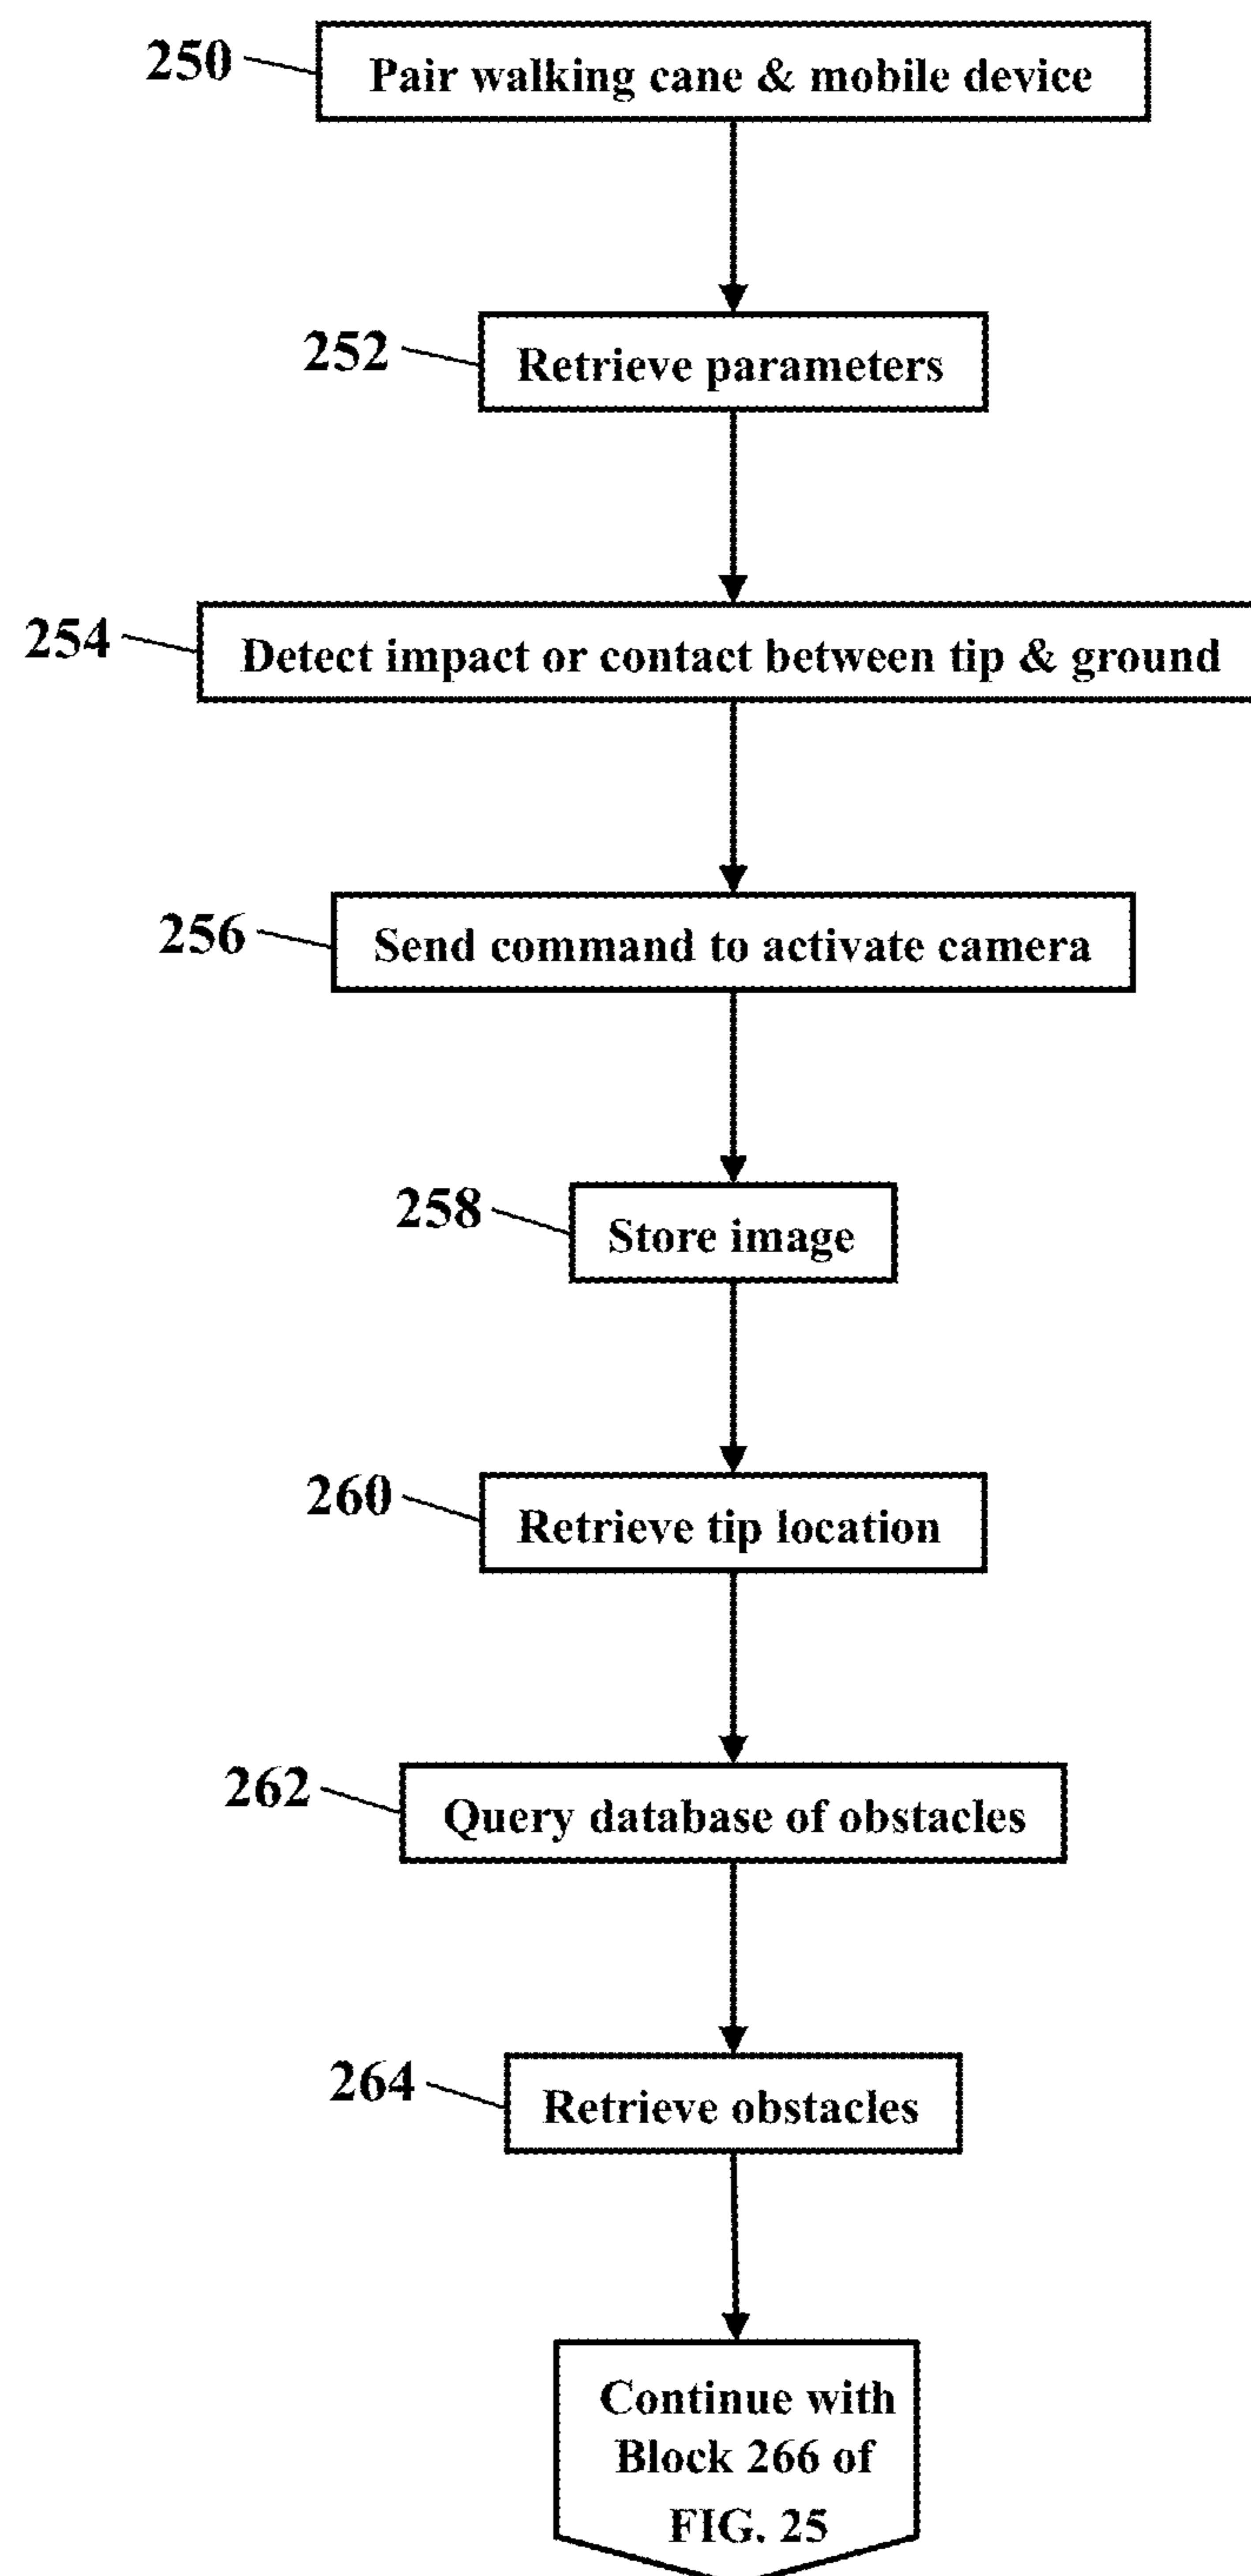 250
Pair walking cane & mobile device
252
Retrieve parameters
254
Detect impact or contact between tip & ground
256
Send command to activate camera
258
Store image
260
Retrieve tip location
262
Query database of obstacles
264
Retrieve obstacles
Continue with
Block 266 of
FIG. 25